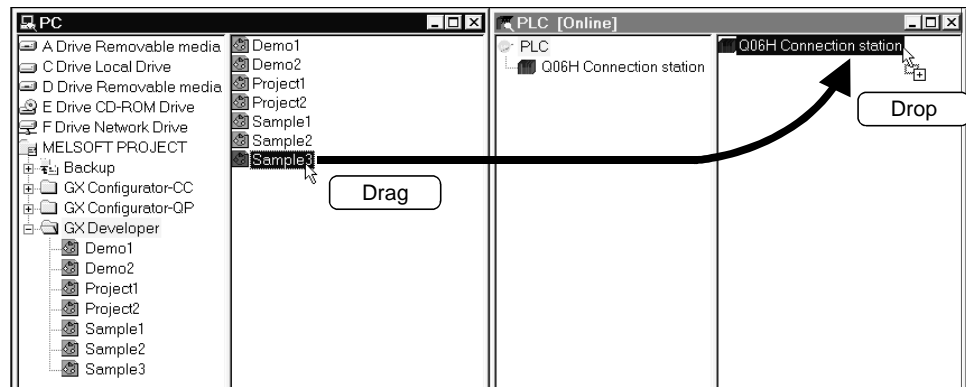 PC
A Drive Removable media
C Drive Local Drive
D Drive Removable media
E Drive CD-ROM Drive
F Drive Network Drive
MELSOFT PROJECT
Backup
GX Configurator-CC
GX Configurator-QP
GX Developer
Demo1
Demo2
Project1
Project2
Sample1
Sample2
Sample3
Demo1
Demo2
Project1
Project2
Sample1
Sample2
Sample3
Drag
PLC [Online]
PLC
Q06H Connection station
Q06H Connection station
Drop